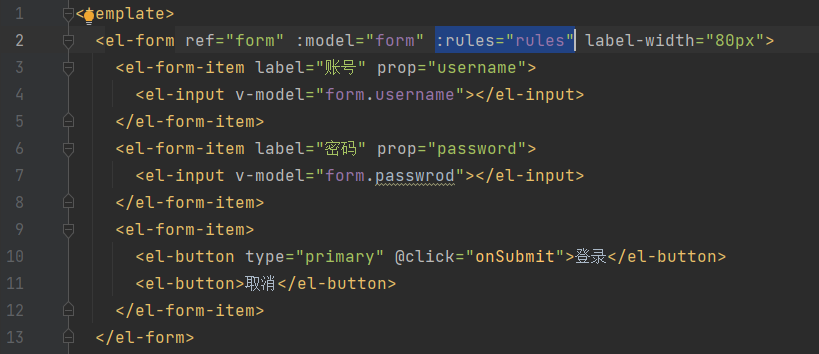 1 <template>
2 <el-form ref="form" :model="form" :rules="rules" label-width="80px">
3 <el-form-item label="账号" prop="username">
4 <el-input v-model="form.username"></el-input>
5 </el-form-item>
6 <el-form-item label="密码" prop="password">
7 <el-input v-model="form.passwrod"></el-input>
8 </el-form-item>
9 <el-form-item>
10 <el-button type="primary" @click="onSubmit">登录</el-button>
11 <el-button>取消</el-button>
12 </el-form-item>
13 </el-form>